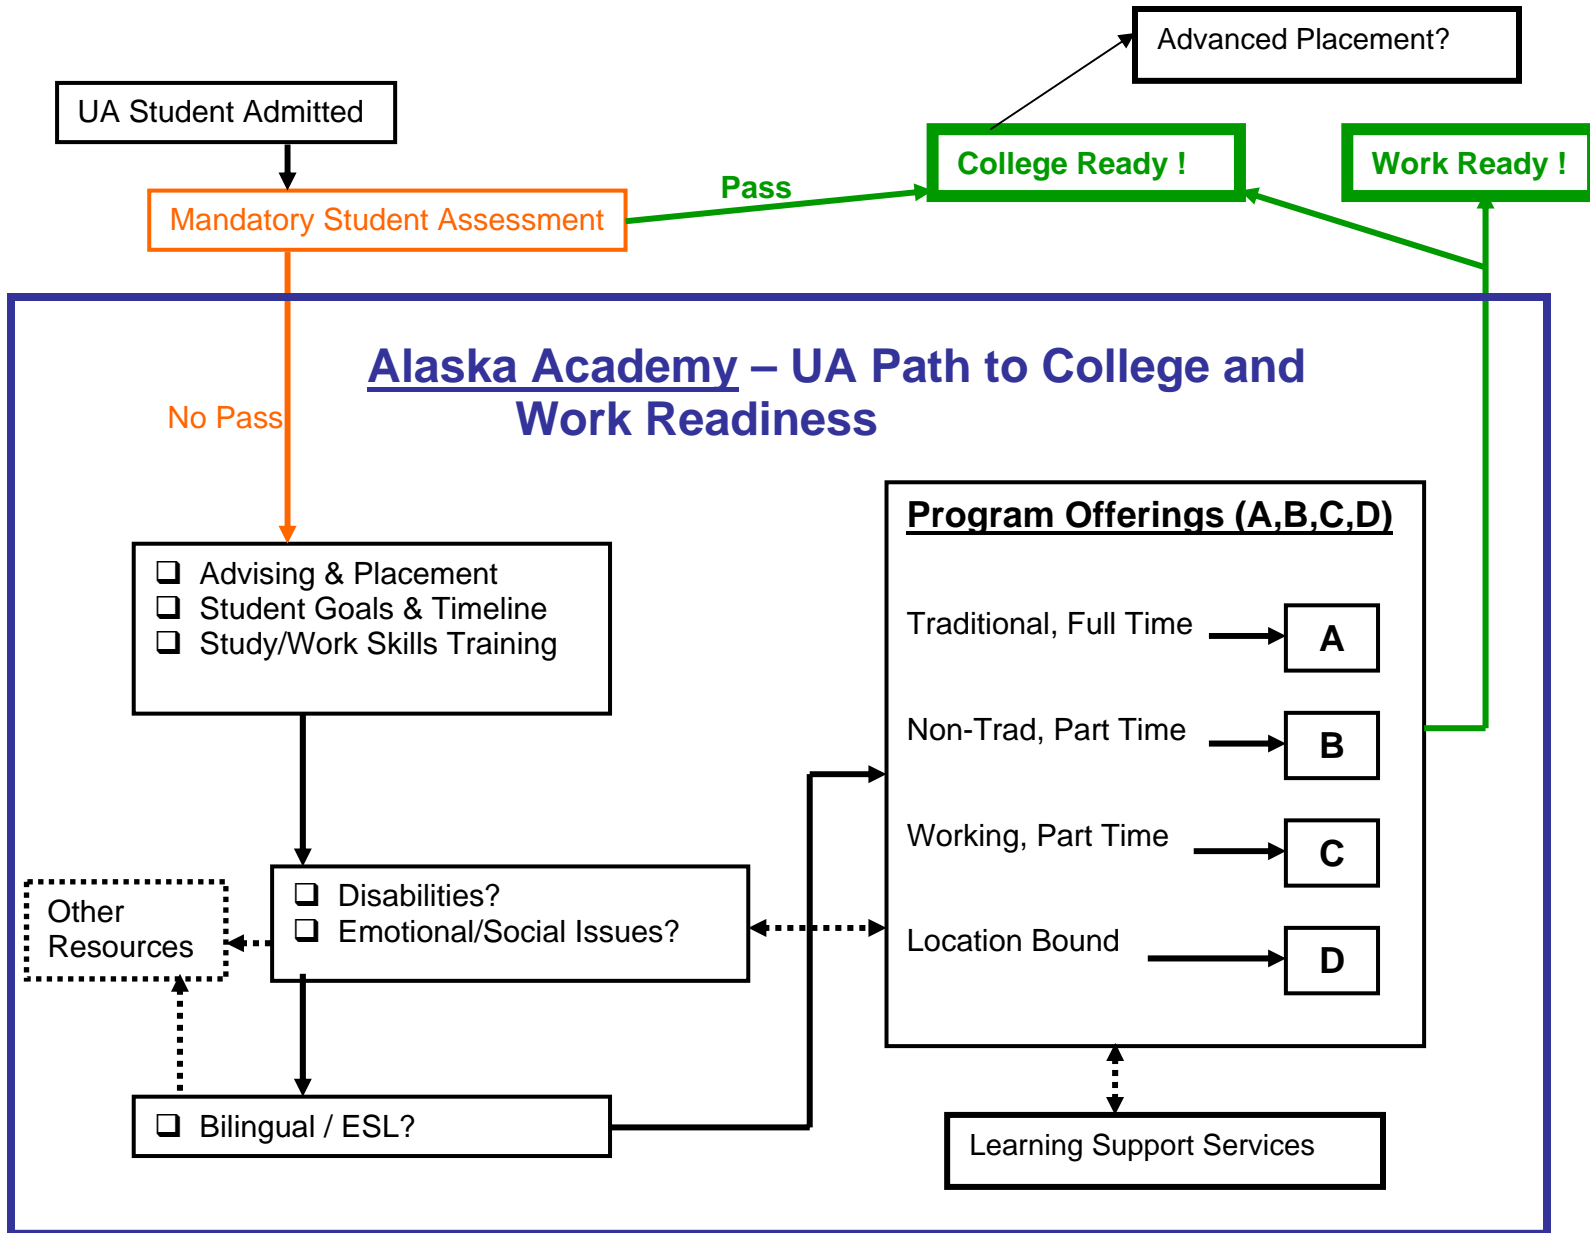 Advanced Placement?
UA Student Admitted
College Ready !
Work Ready !
Pass
Mandatory Student Assessment
Alaska Academy – UA Path to College and
Work Readiness
No Pass
Program Offerings (A,B,C,D)
❑ Advising & Placement
❑ Student Goals & Timeline
❑ Study/Work Skills Training
Traditional, Full Time
A
Non-Trad, Part Time
B
Working, Part Time
C
Location Bound
D
❑ Disabilities?
❑ Emotional/Social Issues?
Other
Resources
❑ Bilingual / ESL?
Learning Support Services